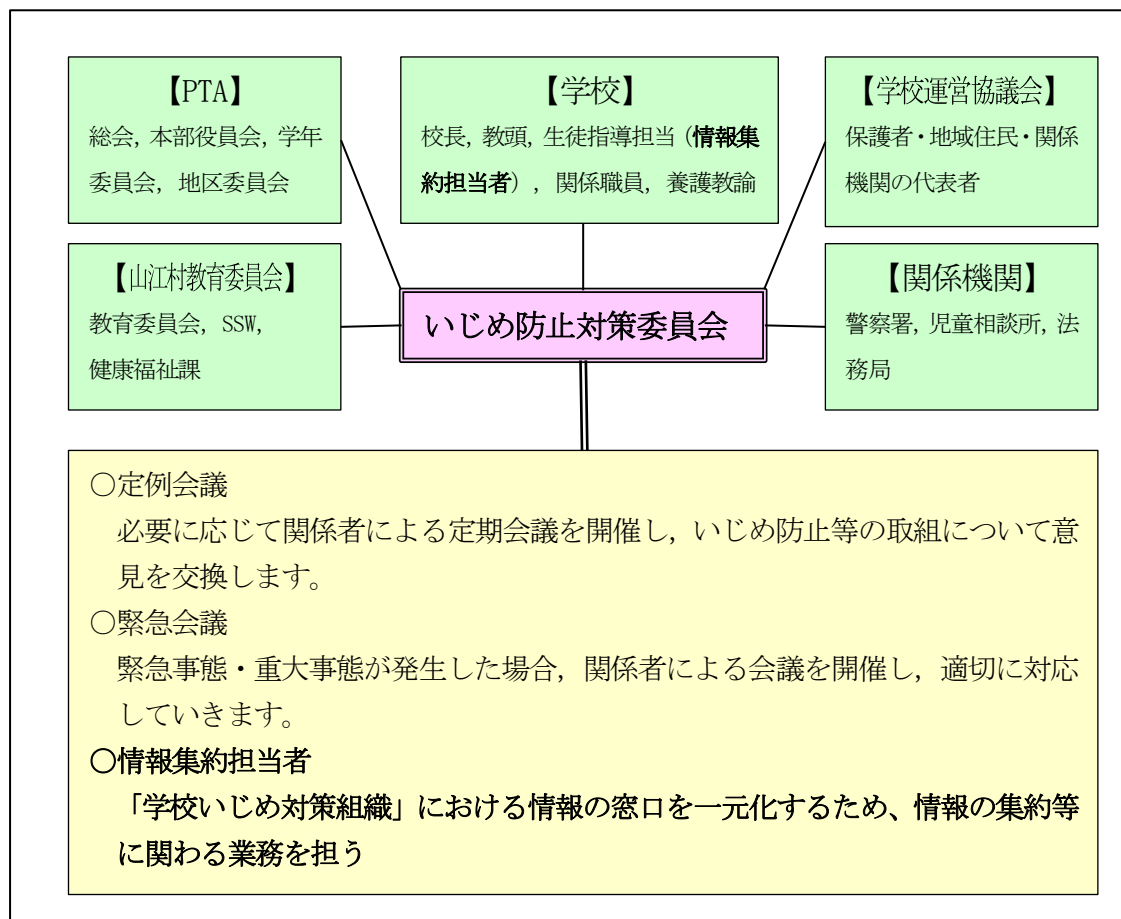 【PTA】
総会，本部役員会，学年
委員会，地区委員会
【学校】
校長，教頭，生徒指導担当（情報集
約担当者），関係職員，養護教諭
【学校運営協議会】
保護者・地域住民・関係
機関の代表者
【山江村教育委員会】
教育委員会，SSW，
健康福祉課
いじめ防止対策委員会
【関係機関】
警察署，児童相談所，法
務局
○定例会議
必要に応じて関係者による定期会議を開催し，いじめ防止等の取組について意
見を交換します。
○緊急会議
緊急事態・重大事態が発生した場合，関係者による会議を開催し，適切に対応
していきます。
○情報集約担当者
「学校いじめ対策組織」における情報の窓口を一元化するため、情報の集約等
に関わる業務を担う